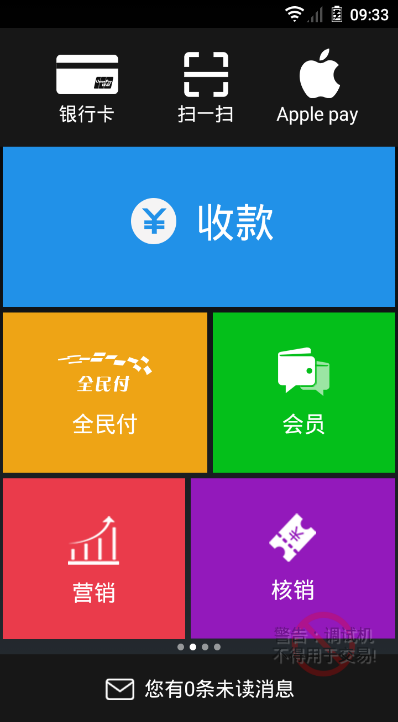 09:33
银行卡
扫一扫
Apple pay
¥ 收款
全民付
全民付
会员
营销
核销
警告：调试机
不得用于交易!
您有0条未读消息